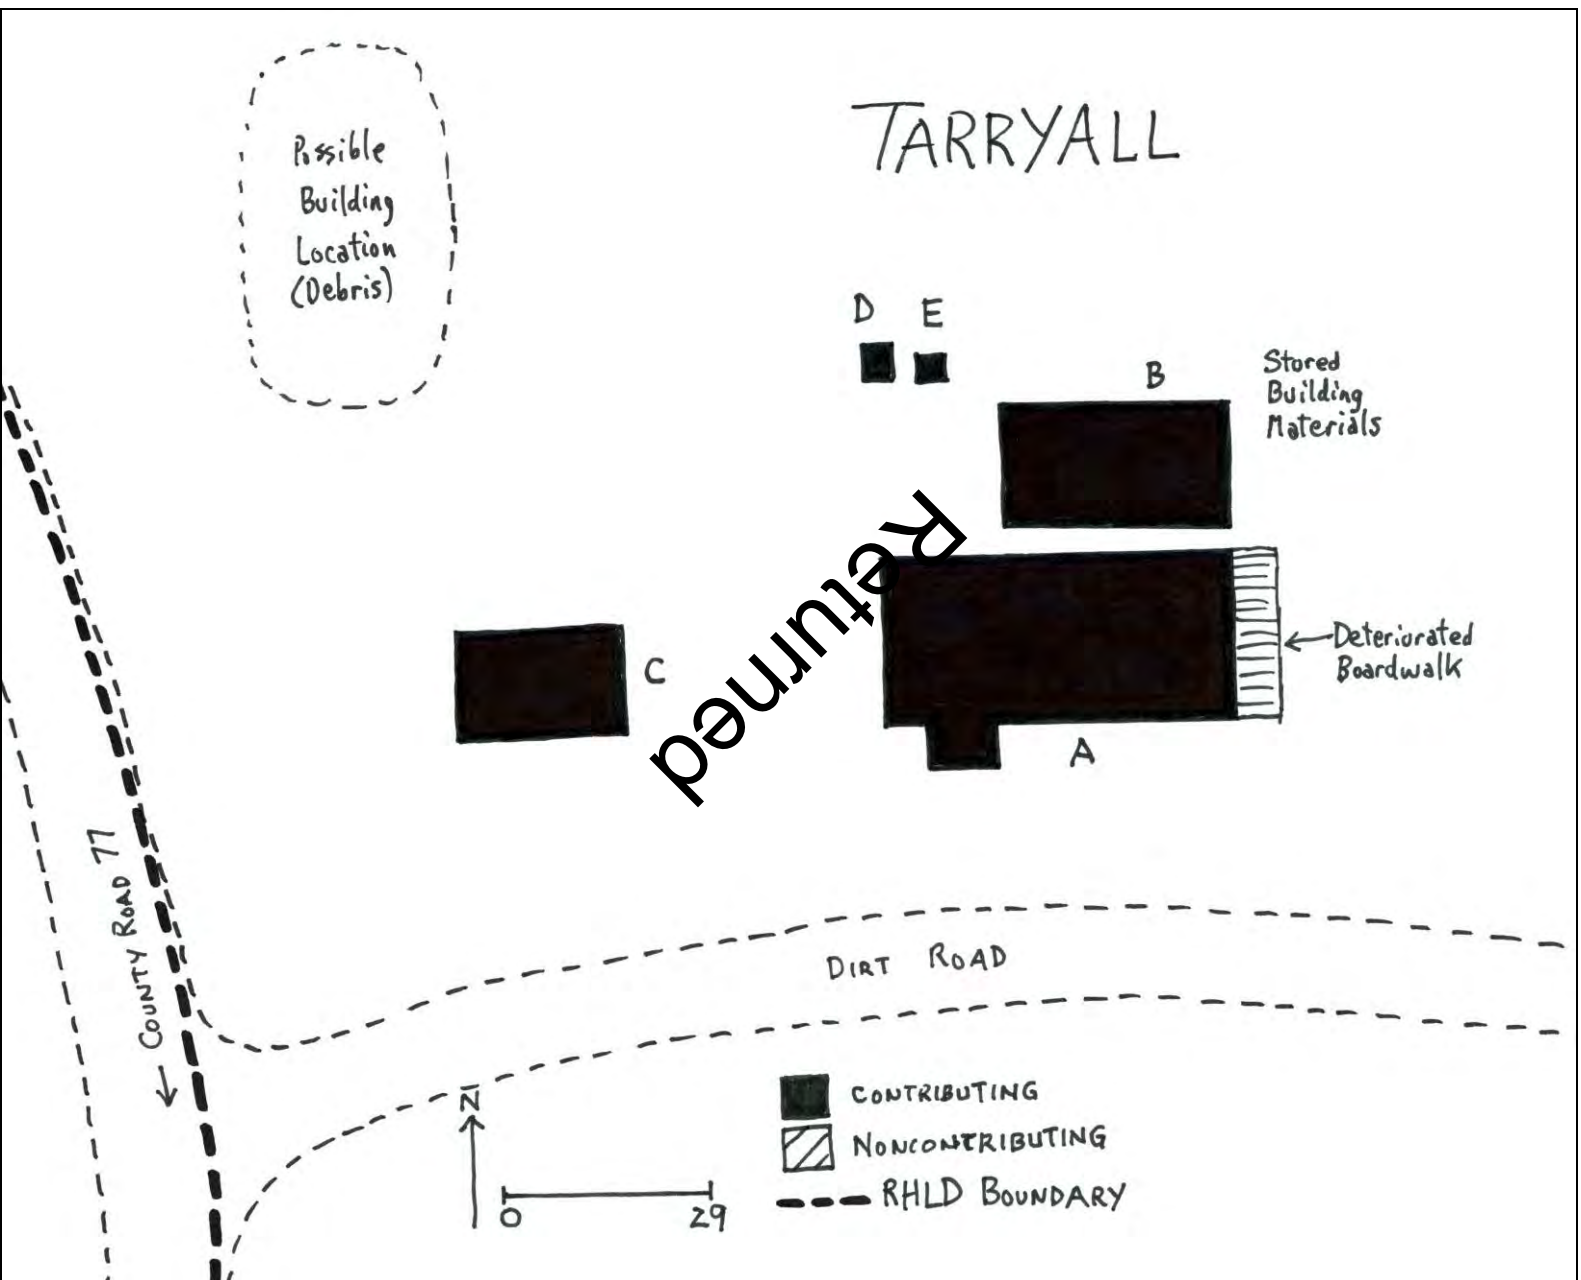 TARRYALL
Possible
Building
Location
(Debris)
D
E
B
Stored
Building
Materials
Returned
C
Deteriorated
Boardwalk
A
COUNTY ROAD 77
DIRT ROAD
N
0
29
CONTRIBUTING
NONCONTRIBUTING
RHLD BOUNDARY